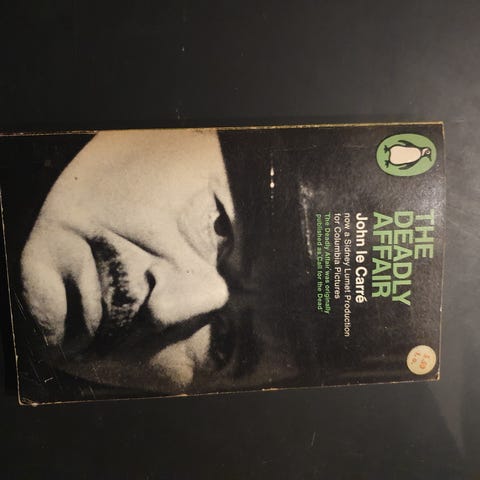 THE
DEADLY
AFFAIR
John le Carré
now a Sidney Lumet Production
for Columbia Pictures
'The Deadly Affair' was originally
published as 'Call for the Dead'